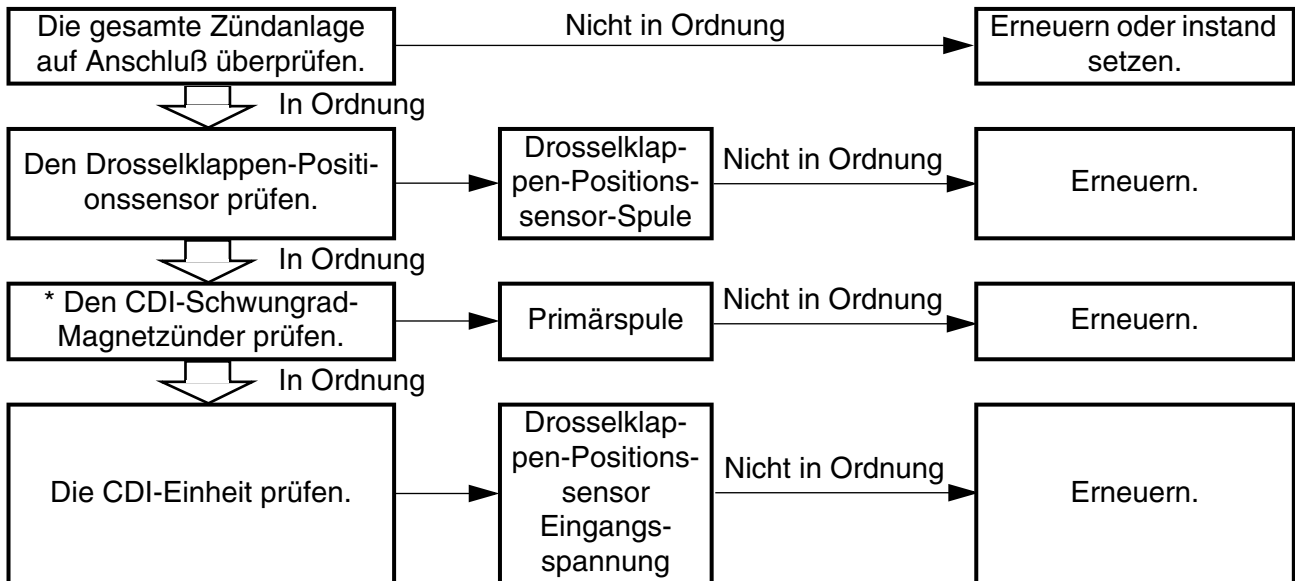 Die gesamte Zündanlage
auf Anschluß überprüfen.
Nicht in Ordnung
Erneuern oder instand
setzen.
In Ordnung
Den Drosselklappen-Positi-
onssensor prüfen.
Drosselklap-
pen-Positions-
sensor-Spule
Nicht in Ordnung
Erneuern.
In Ordnung
* Den CDI-Schwungrad-
Magnetzünder prüfen.
Primärspule
Nicht in Ordnung
Erneuern.
In Ordnung
Die CDI-Einheit prüfen.
Drosselklap-
pen-Positions-
sensor
Eingangs-
spannung
Nicht in Ordnung
Erneuern.